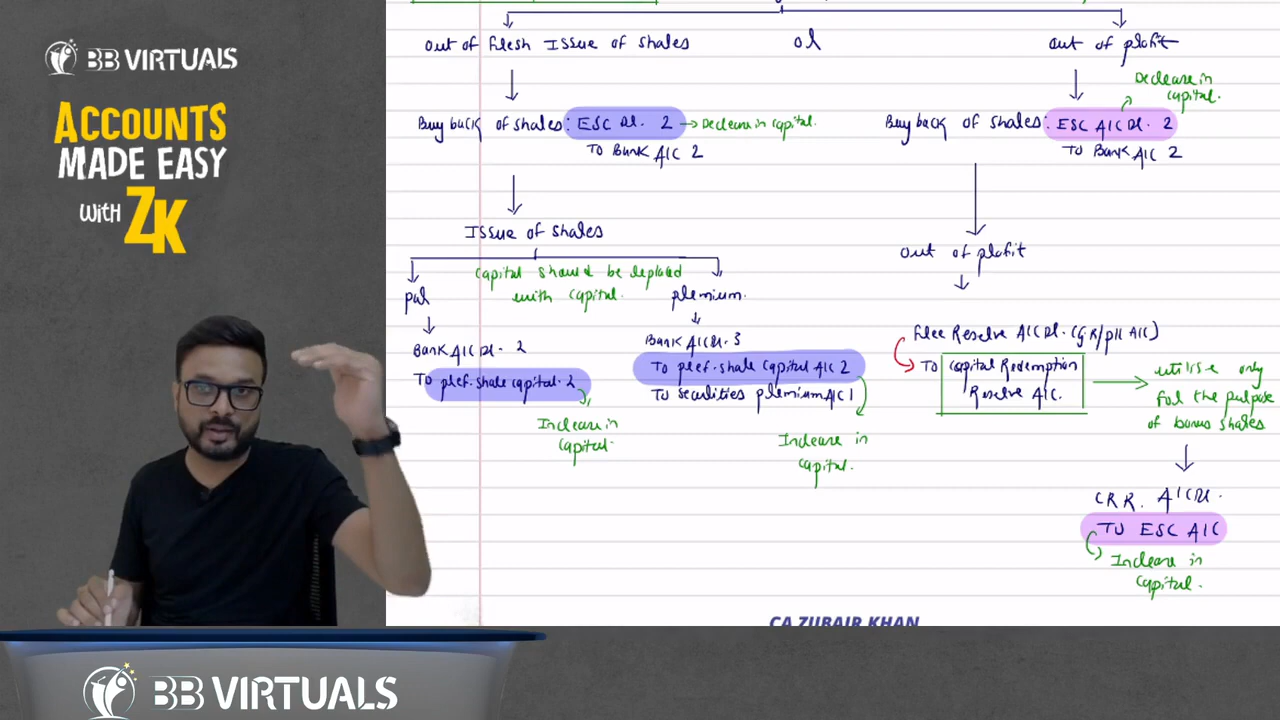 BB VIRTUALS
ACCOUNTS
MADE EASY
WITH ZK
Out of fresh Issue of shares
or
Out of profit
Decrease in
capital.
Buy back of shares: ESC Dr. 2 → Decrease in capital.
To Bank A/C 2
Buy back of shares: ESC A/C Dr. 2
To Bank A/C 2
Issue of shares
capital should be replaced
with capital.
par
premium.
Bank A/C Dr. 2
To pref. share capital. 2
Increase in
capital.
Bank A/C Dr. 3
To pref. share capital A/C 2
To securities premium A/C 1
Increase in
capital.
Out of profit
Free Reserve A/C Dr. (GR/P/L A/C)
To capital Redemption
Reserve A/C.
utilise only
for the purpose
of bonus shares
CRR. A/C Dr.
To ESC A/C
Increase in
capital.
CA ZUBAIR KHAN
BB VIRTUALS